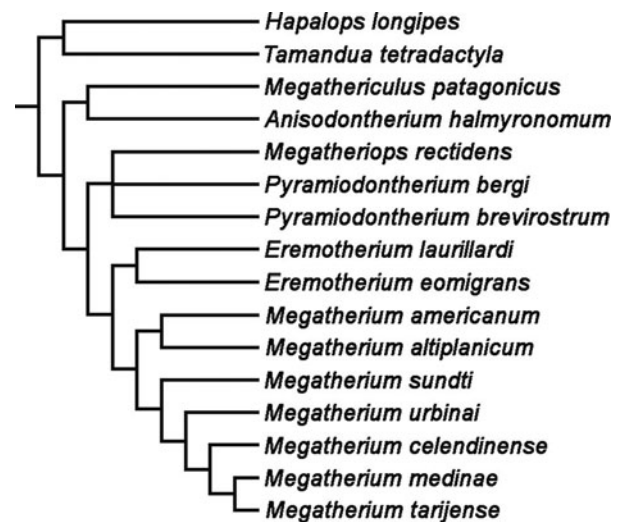 Hapalops longipes
Tamandua tetradactyla
Megathericulus patagonicus
Anisodontherium halmyronomum
Megatheriops rectidens
Pyramiodontherium bergi
Pyramiodontherium brevirostrum
Eremotherium laurillardi
Eremotherium eomigrans
Megatherium americanum
Megatherium altiplanicum
Megatherium sundti
Megatherium urbinai
Megatherium celendinense
Megatherium medinae
Megatherium tarijense